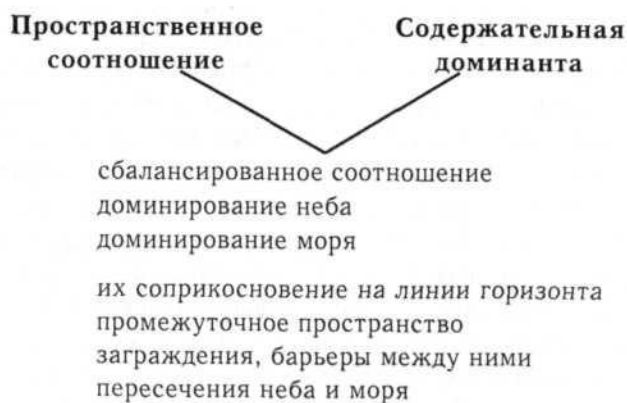 Пространственное
соотношение
Содержательная
доминанта
сбалансированное соотношение
доминирование неба
доминирование моря
их соприкосновение на линии горизонта
промежуточное пространство
заграждения, барьеры между ними
пересечения неба и моря